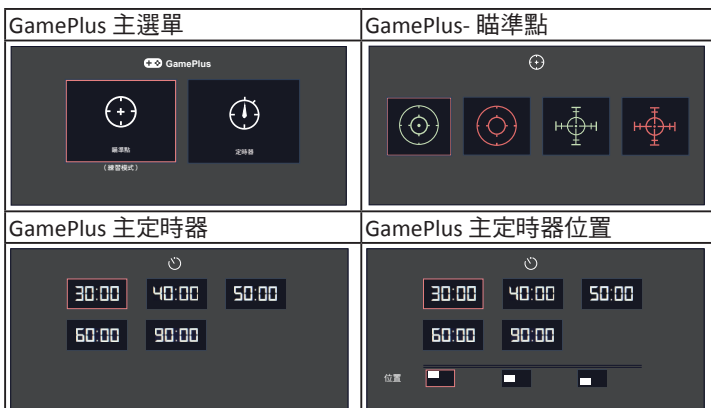 GamePlus 主選單
GamePlus- 瞄準點
GamePlus
瞄準點
定時器
（練習模式）
GamePlus 主定時器
GamePlus 主定時器位置
30:00 40:00 50:00
60:00 90:00
30:00 40:00 50:00
60:00 90:00
位置